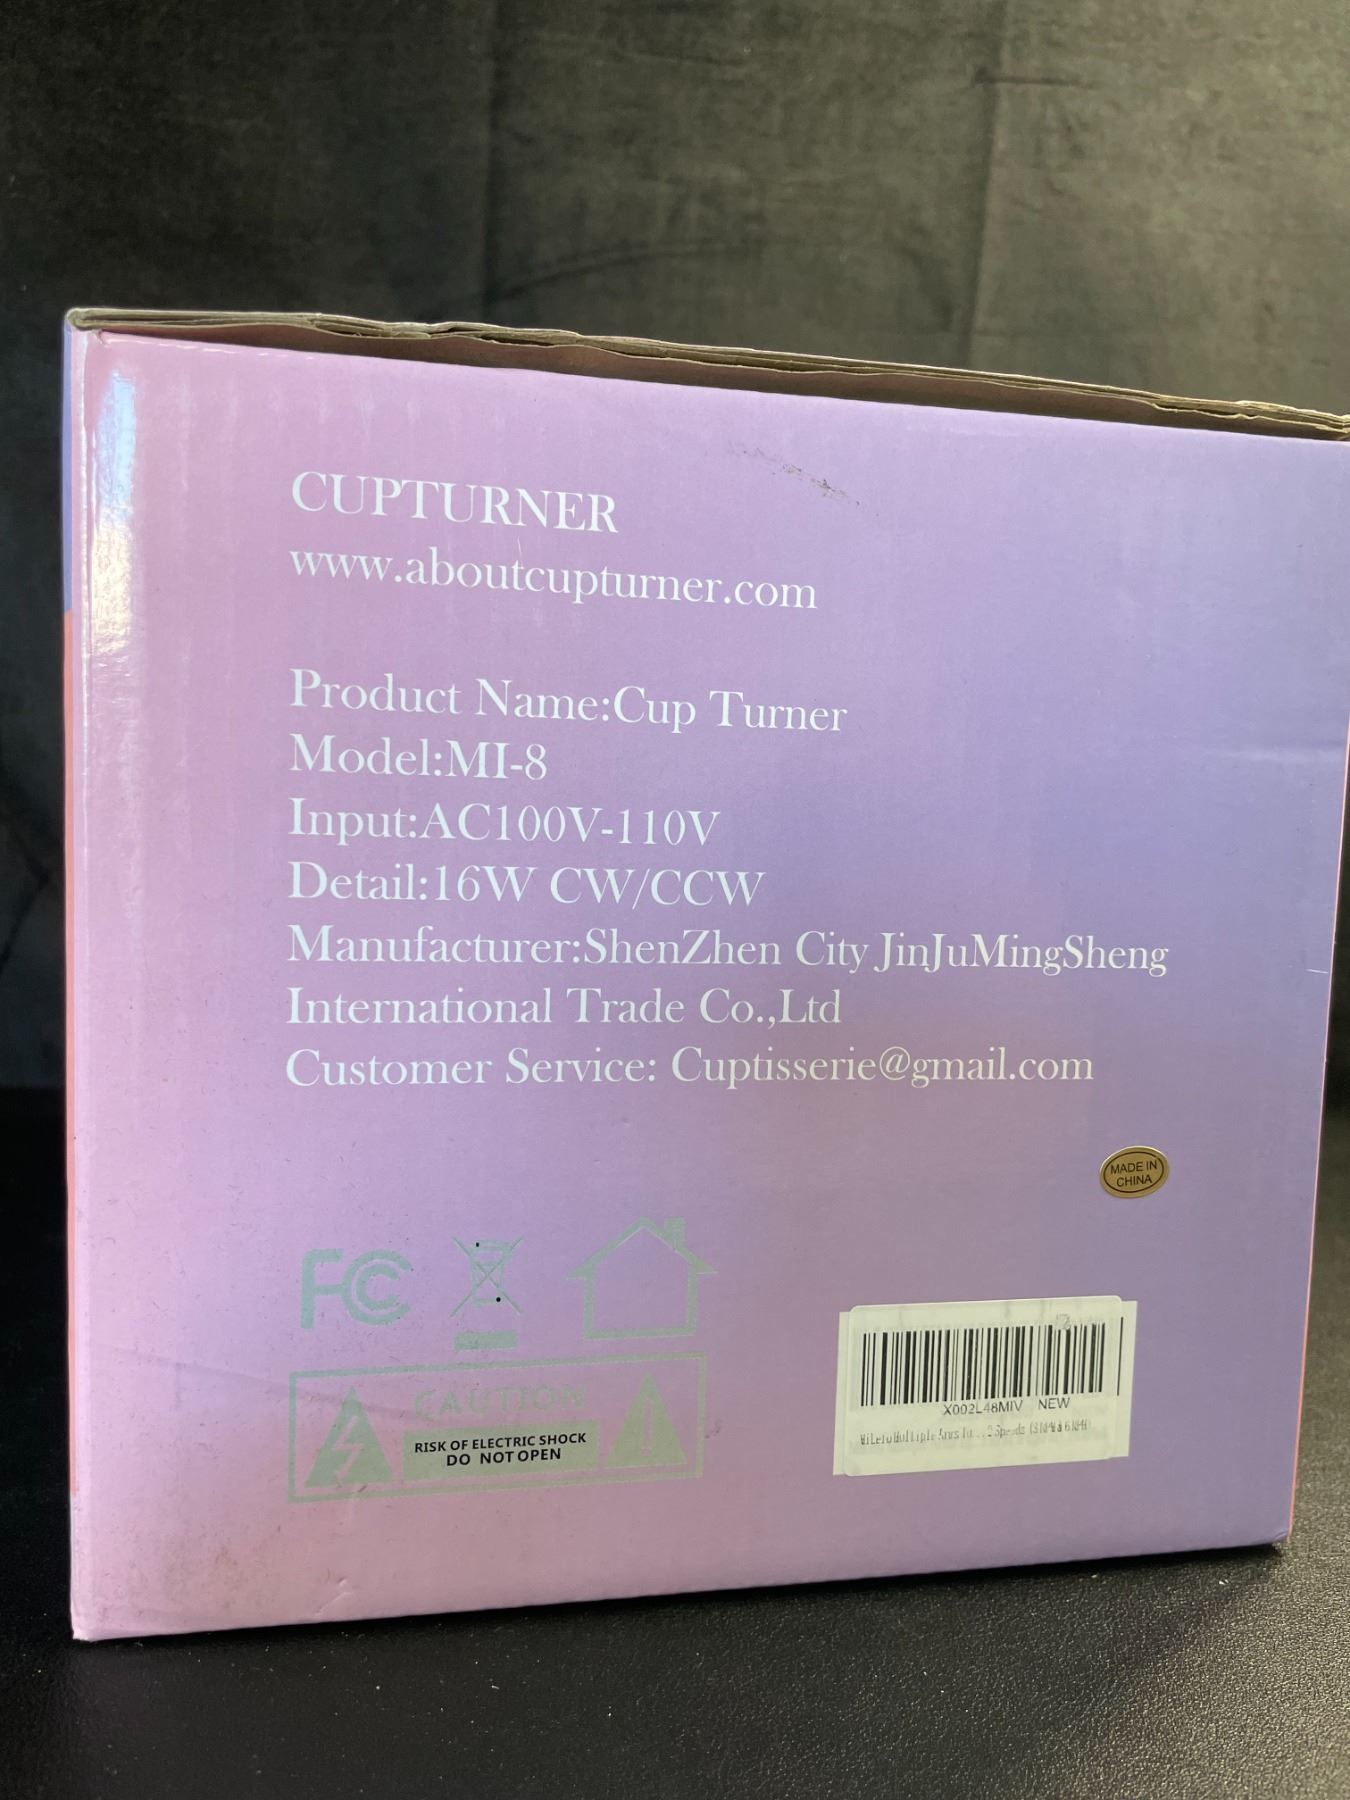 CUPTURNER
www.aboutcupturner.com
Product Name:Cup Turner
Model:MI-8
Input:AC100V-110V
Detail:16W CW/CCW
Manufacturer:ShenZhen City JinJuMingSheng
International Trade Co.,Ltd
Customer Service: Cuptisserie@gmail.com
MADE IN
CHINA
FC
CAUTION
RISK OF ELECTRIC SHOCK
DO NOT OPEN
X002L48MIV NEW